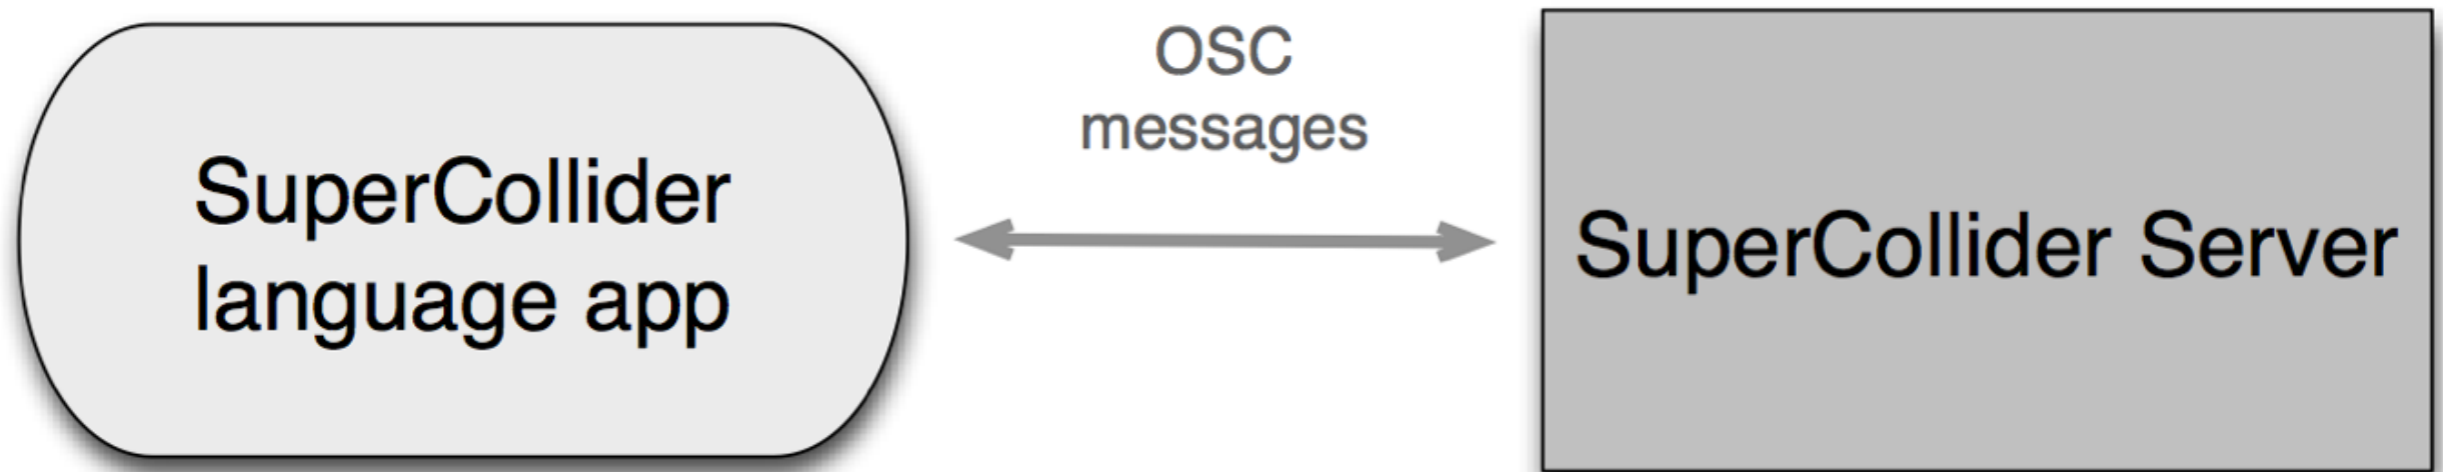 SuperCollider
language app
OSC
messages
SuperCollider Server